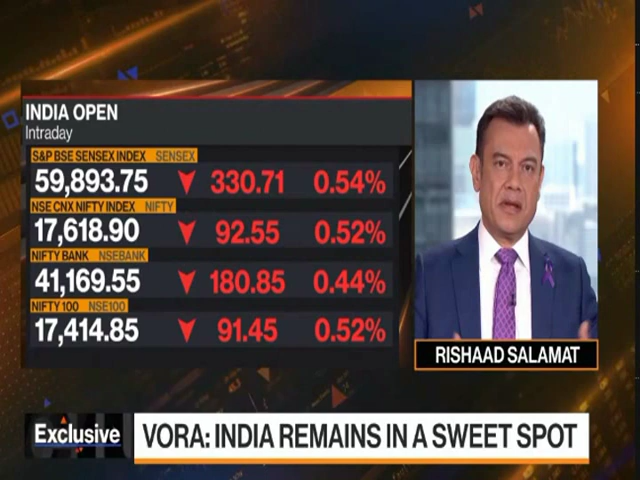 INDIA OPEN
Intraday
S&P BSE SENSEX INDEX SENSEX
59,893.75 330.71 0.54%
NSE CNX NIFTY INDEX NIFTY
17,618.90 92.55 0.52%
NIFTY BANK NSEBANK
41,169.55 180.85 0.44%
NIFTY 100 NSE100
17,414.85 91.45 0.52%
RISHAAD SALAMAT
Exclusive
VORA: INDIA REMAINS IN A SWEET SPOT